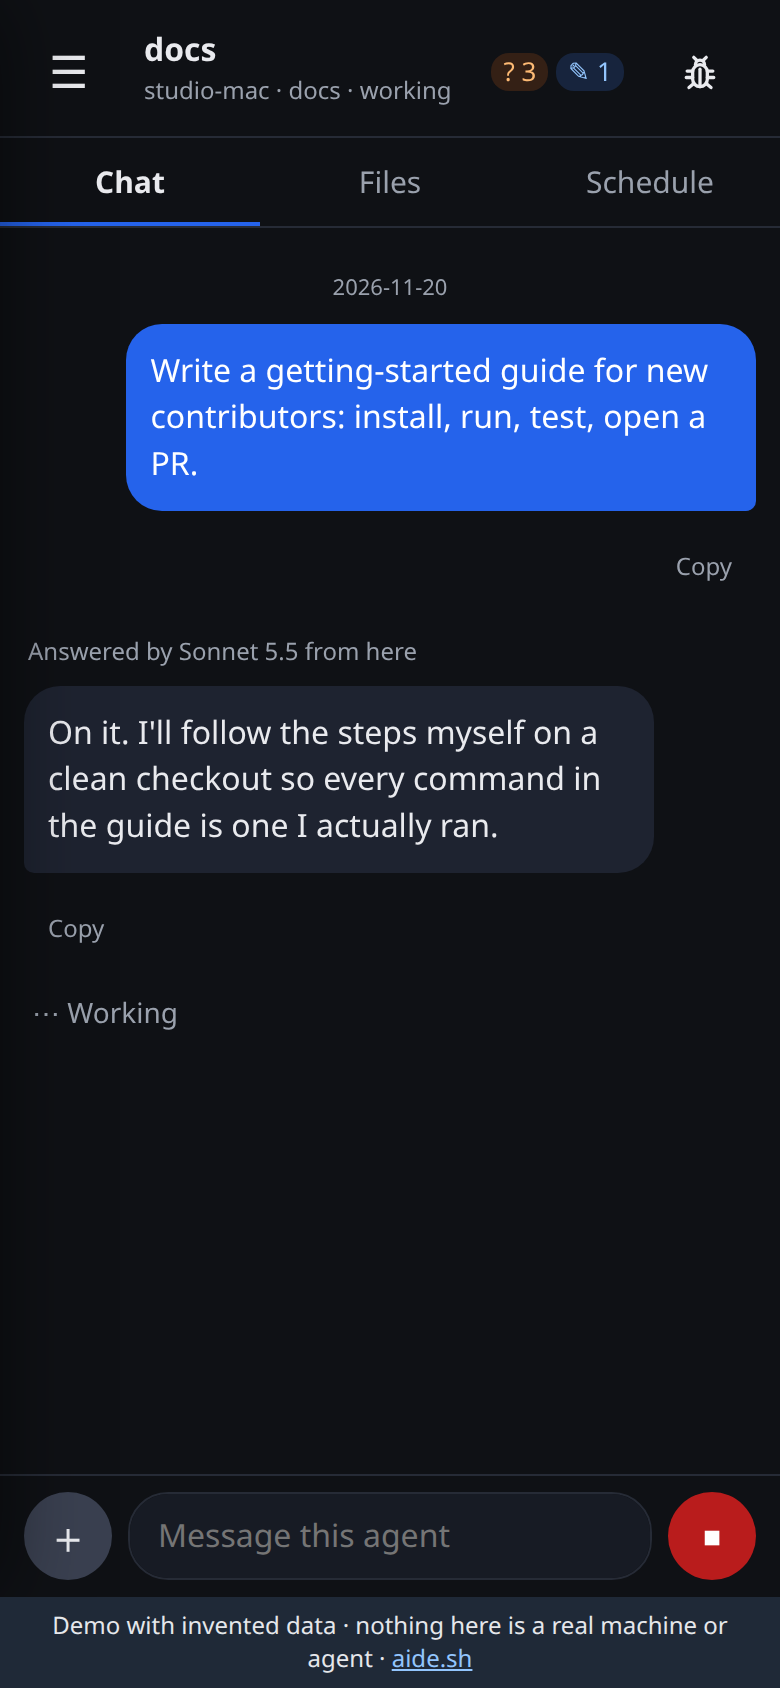 ☰
docs
studio-mac · docs · working
? 3
✎ 1
Chat
Files
Schedule
2026-11-20
Write a getting-started guide for new
contributors: install, run, test, open a
PR.
Copy
Answered by Sonnet 5.5 from here
On it. I'll follow the steps myself on a
clean checkout so every command in
the guide is one I actually ran.
Copy
··· Working
+
Message this agent
Demo with invented data · nothing here is a real machine or
agent · aide.sh